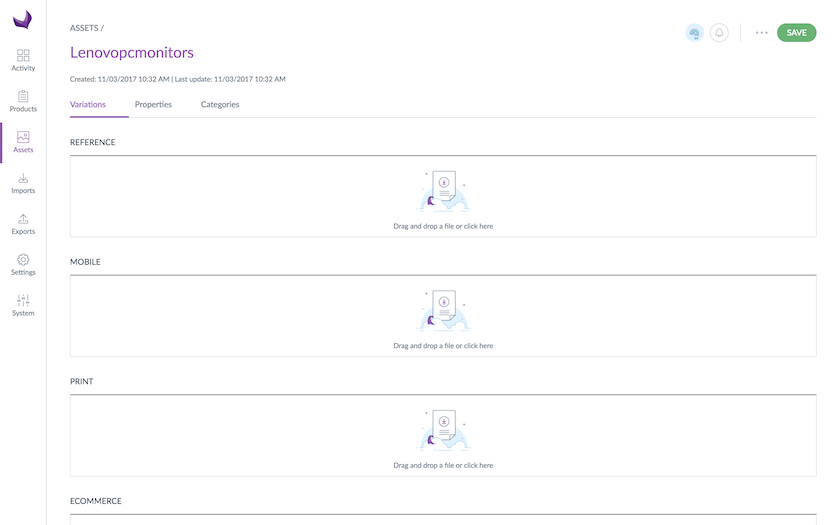 Activity
Products
Assets
Imports
Exports
Settings
System
ASSETS /
SAVE
Lenovopcmonitors
Created: 11/03/2017 10:32 AM | Last update: 11/03/2017 10:32 AM
Variations Properties Categories
REFERENCE
Drag and drop a file or click here
MOBILE
Drag and drop a file or click here
PRINT
Drag and drop a file or click here
ECOMMERCE